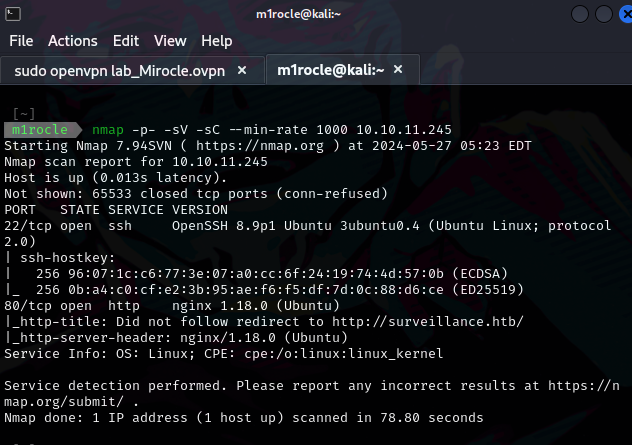 m1rocle@kali:~
File Actions Edit View Help
sudo openvpn lab_Mirocle.ovpn × m1rocle@kali:~ ×
[~]
m1rocle nmap -p- -sV -sC --min-rate 1000 10.10.11.245
Starting Nmap 7.94SVN ( https://nmap.org ) at 2024-05-27 05:23 EDT
Nmap scan report for 10.10.11.245
Host is up (0.013s latency).
Not shown: 65533 closed tcp ports (conn-refused)
PORT STATE SERVICE VERSION
22/tcp open ssh OpenSSH 8.9p1 Ubuntu 3ubuntu0.4 (Ubuntu Linux; protocol
2.0)
| ssh-hostkey:
| 256 96:07:1c:c6:77:3e:07:a0:cc:6f:24:19:74:4d:57:0b (ECDSA)
|_ 256 0b:a4:c0:cf:e2:3b:95:ae:f6:f5:df:7d:0c:88:d6:ce (ED25519)
80/tcp open http nginx 1.18.0 (Ubuntu)
|_http-title: Did not follow redirect to http://surveillance.htb/
|_http-server-header: nginx/1.18.0 (Ubuntu)
Service Info: OS: Linux; CPE: cpe:/o:linux:linux_kernel
Service detection performed. Please report any incorrect results at https://n
map.org/submit/ .
Nmap done: 1 IP address (1 host up) scanned in 78.80 seconds